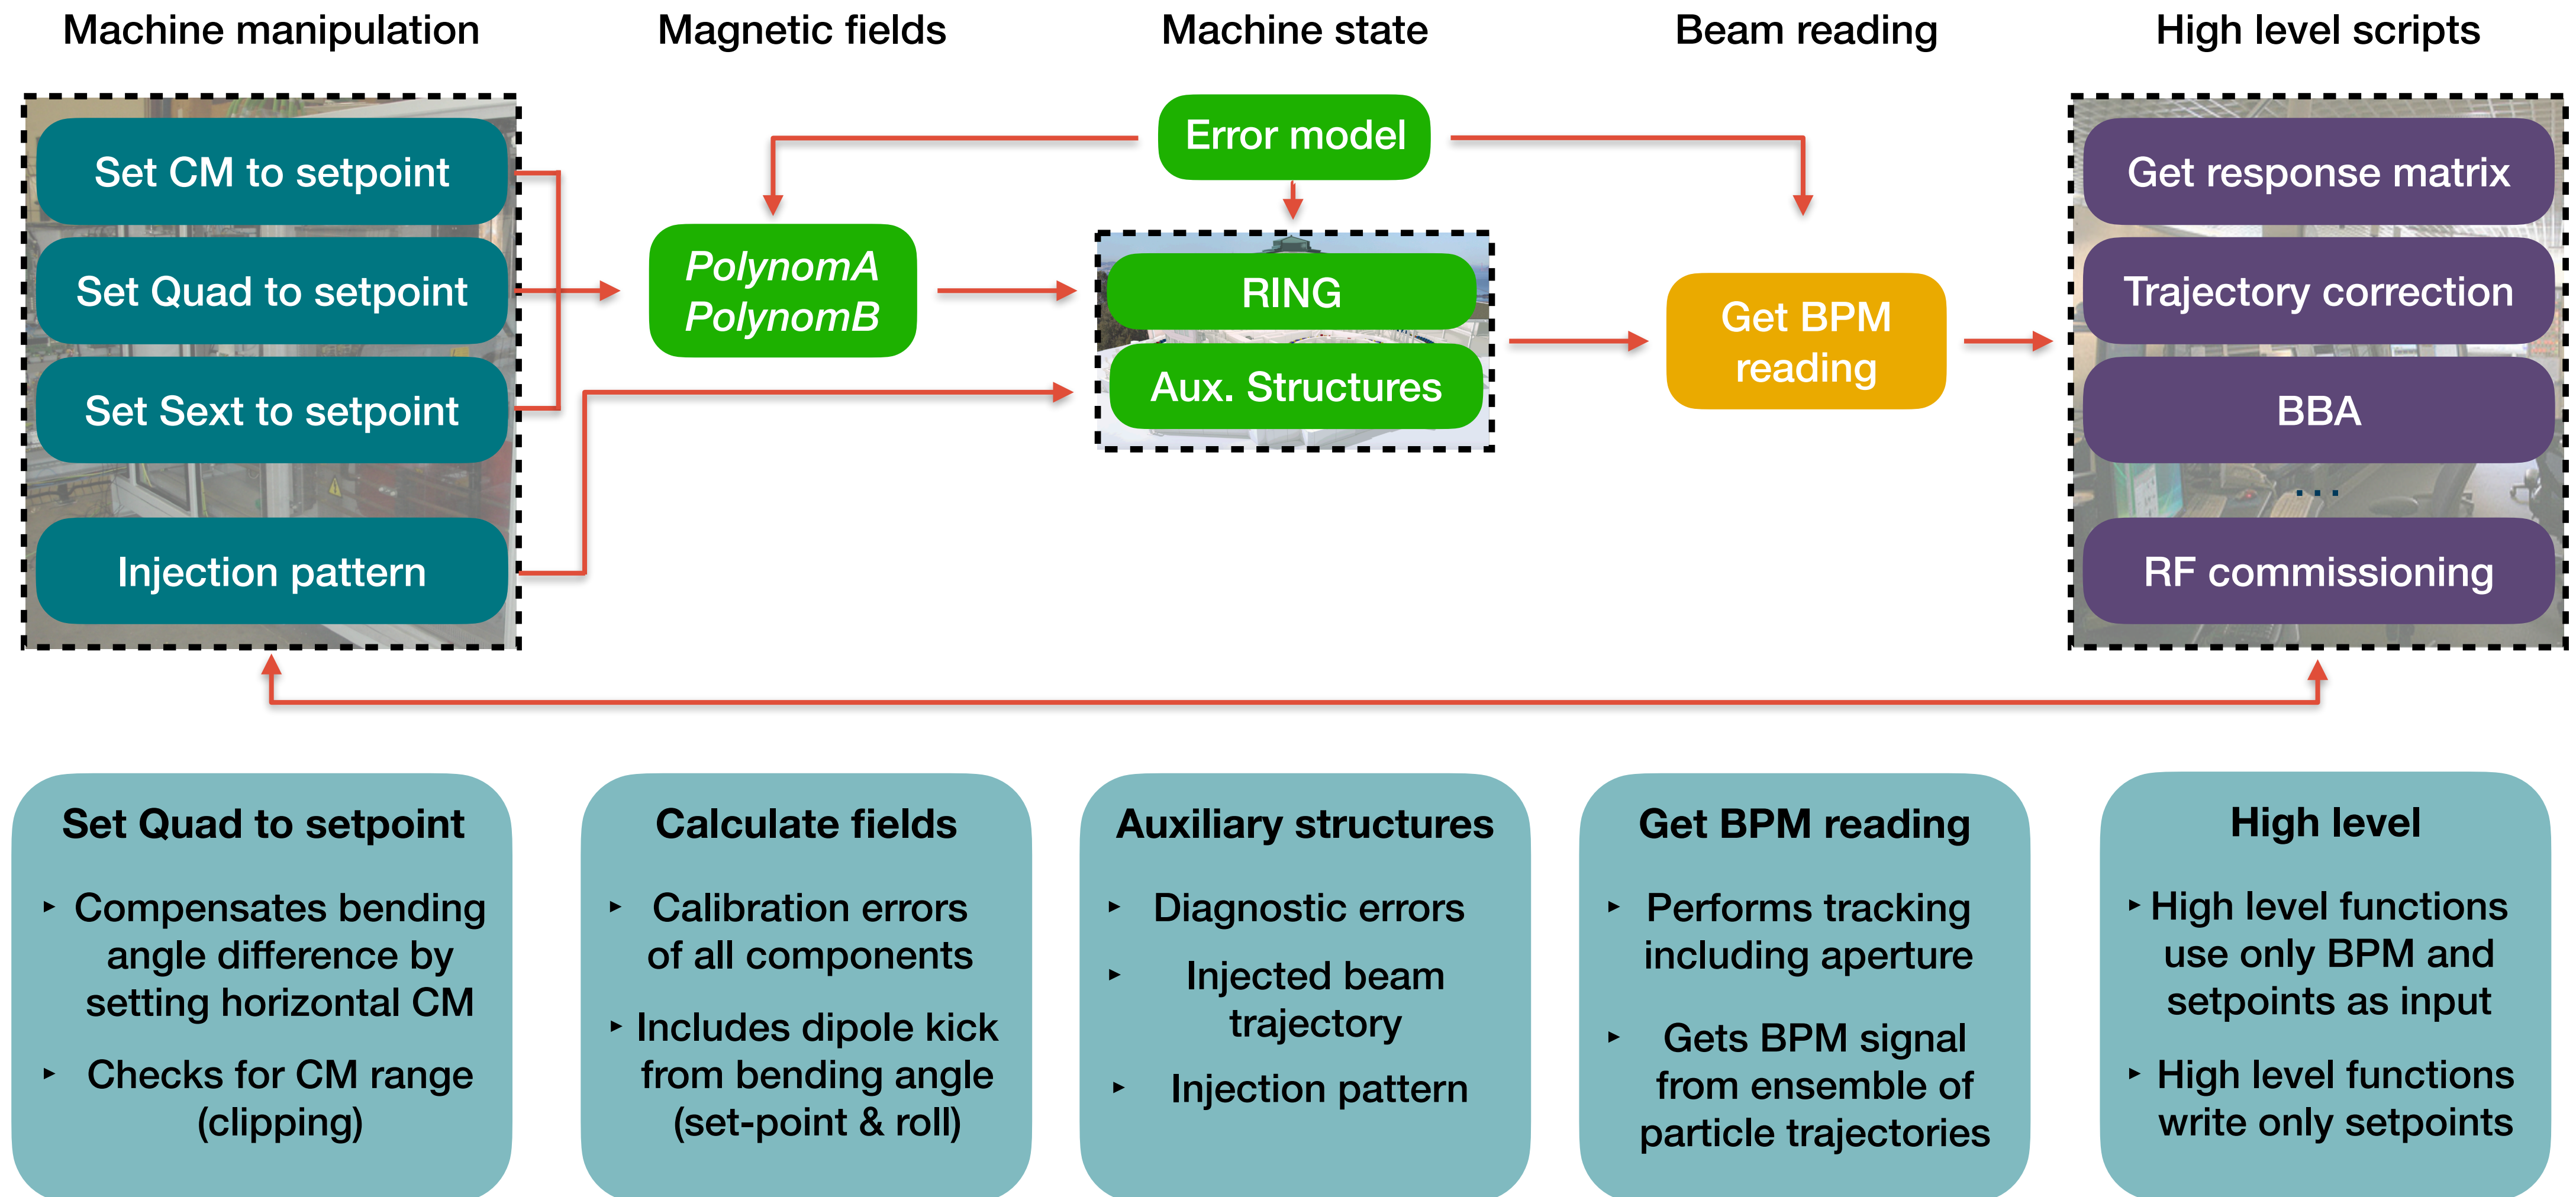 Machine manipulation
Magnetic fields
Machine state
Beam reading
High level scripts
Set CM to setpoint
Set Quad to setpoint
Set Sext to setpoint
Injection pattern
PolynomA
PolynomB
Error model
RING
Aux. Structures
Get BPM
reading
Get response matrix
Trajectory correction
BBA
...
RF commissioning
Set Quad to setpoint
‣ Compensates bending
angle difference by
setting horizontal CM
‣ Checks for CM range
(clipping)
Calculate fields
‣ Calibration errors
of all components
‣ Includes dipole kick
from bending angle
(set-point & roll)
Auxiliary structures
‣ Diagnostic errors
‣ Injected beam
trajectory
‣ Injection pattern
Get BPM reading
‣ Performs tracking
including aperture
‣ Gets BPM signal
from ensemble of
particle trajectories
High level
‣ High level functions
use only BPM and
setpoints as input
‣ High level functions
write only setpoints